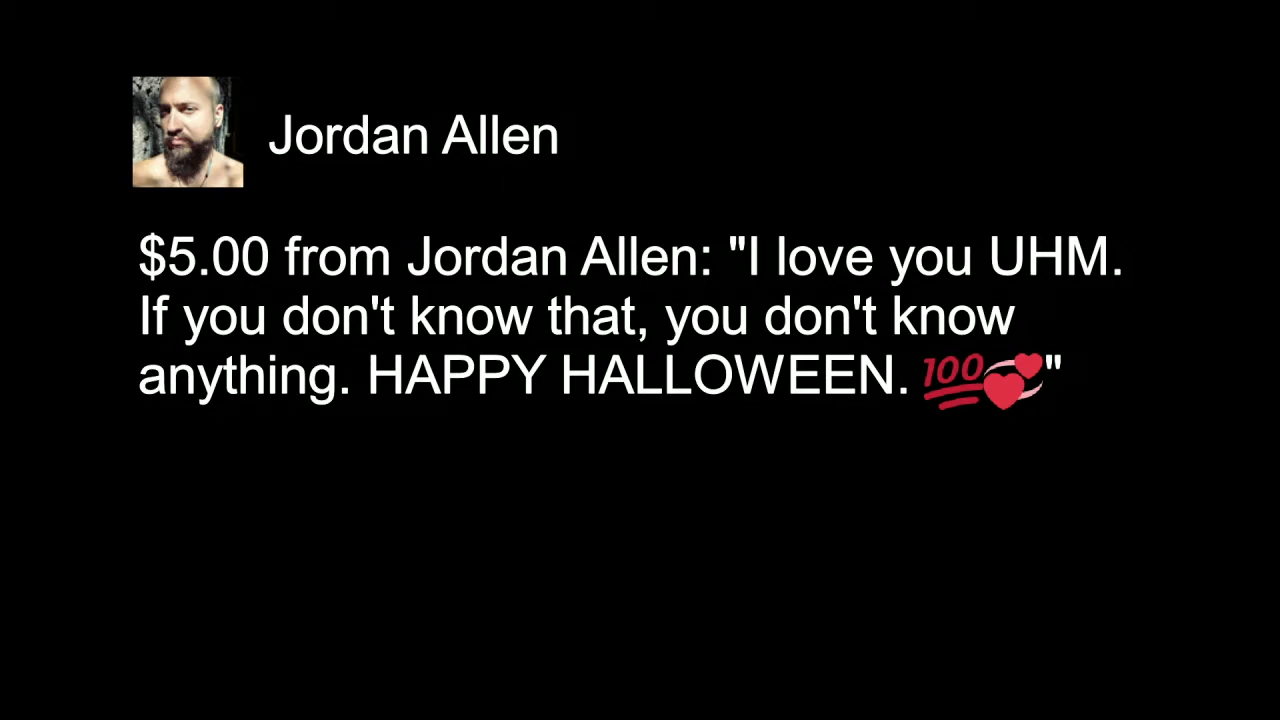 Jordan Allen
$5.00 from Jordan Allen: "I love you UHM.
If you don't know that, you don't know
anything. HAPPY HALLOWEEN. 💯💞"